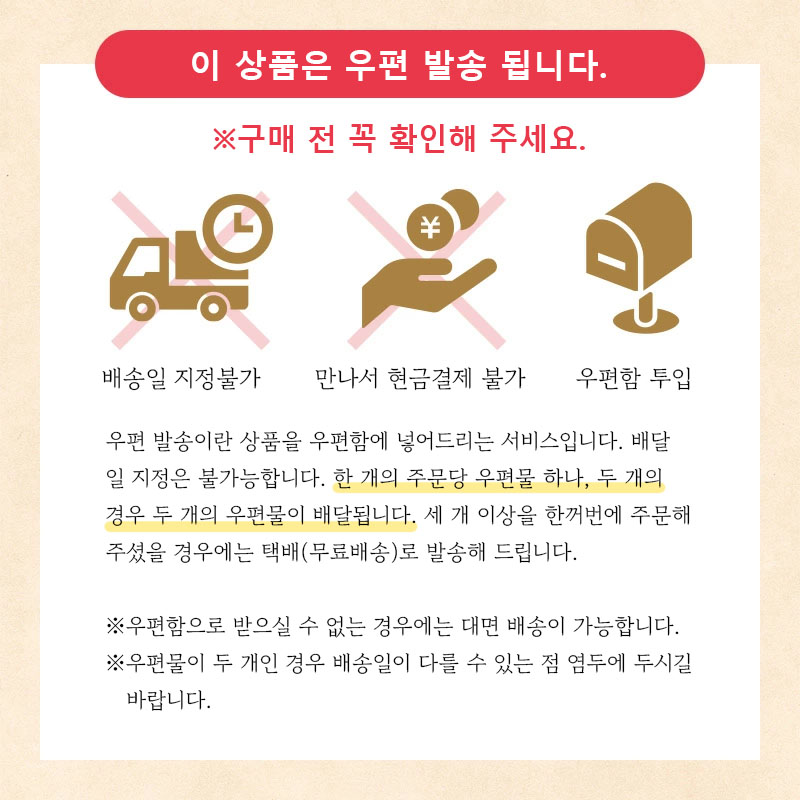 이 상품은 우편 발송 됩니다.
※구매 전 꼭 확인해 주세요.
¥
배송일 지정불가
만나서 현금결제 불가
우편함 투입
우편 발송이란 상품을 우편함에 넣어드리는 서비스입니다. 배달
일 지정은 불가능합니다. 한 개의 주문당 우편물 하나, 두 개의
경우 두 개의 우편물이 배달됩니다. 세 개 이상을 한꺼번에 주문해
주셨을 경우에는 택배(무료배송)로 발송해 드립니다.
※우편함으로 받으실 수 없는 경우에는 대면 배송이 가능합니다.
※우편물이 두 개인 경우 배송일이 다를 수 있는 점 염두에 두시길
바랍니다.